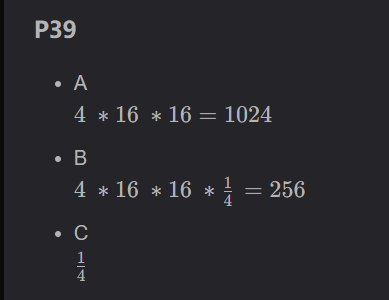 P39
• A
4 * 16 * 16 = 1024
• B
4 * 16 * 16 * 1/4 = 256
• C
1/4